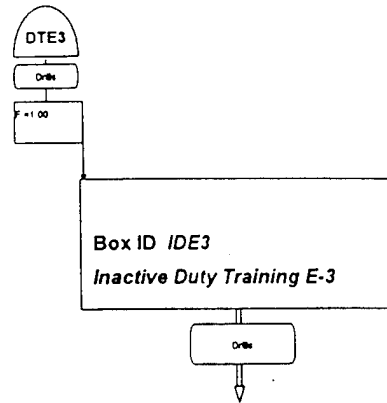 DTE3
Drills
F =1.00
Box ID IDE3
Inactive Duty Training E-3
Drills